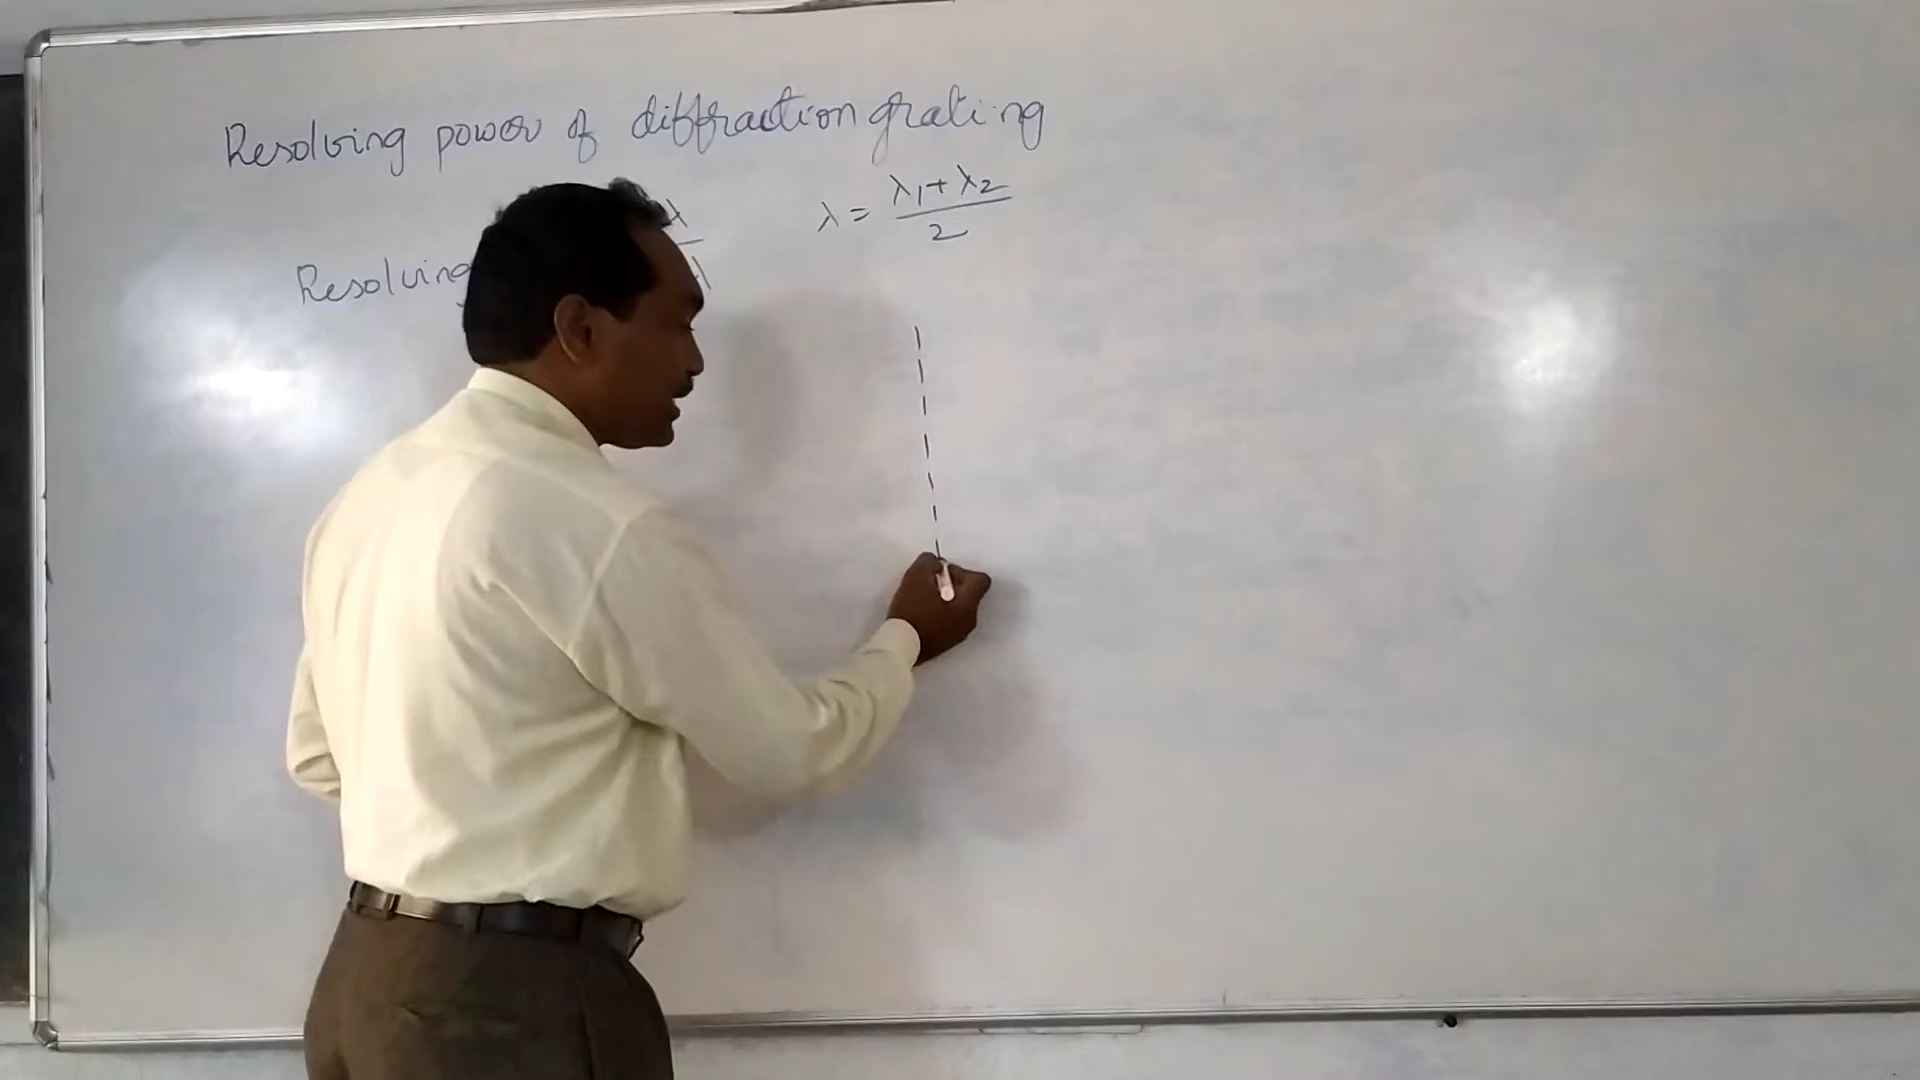 Resolving power of diffraction grating
λ = λ₁+λ₂ / 2
Resolving